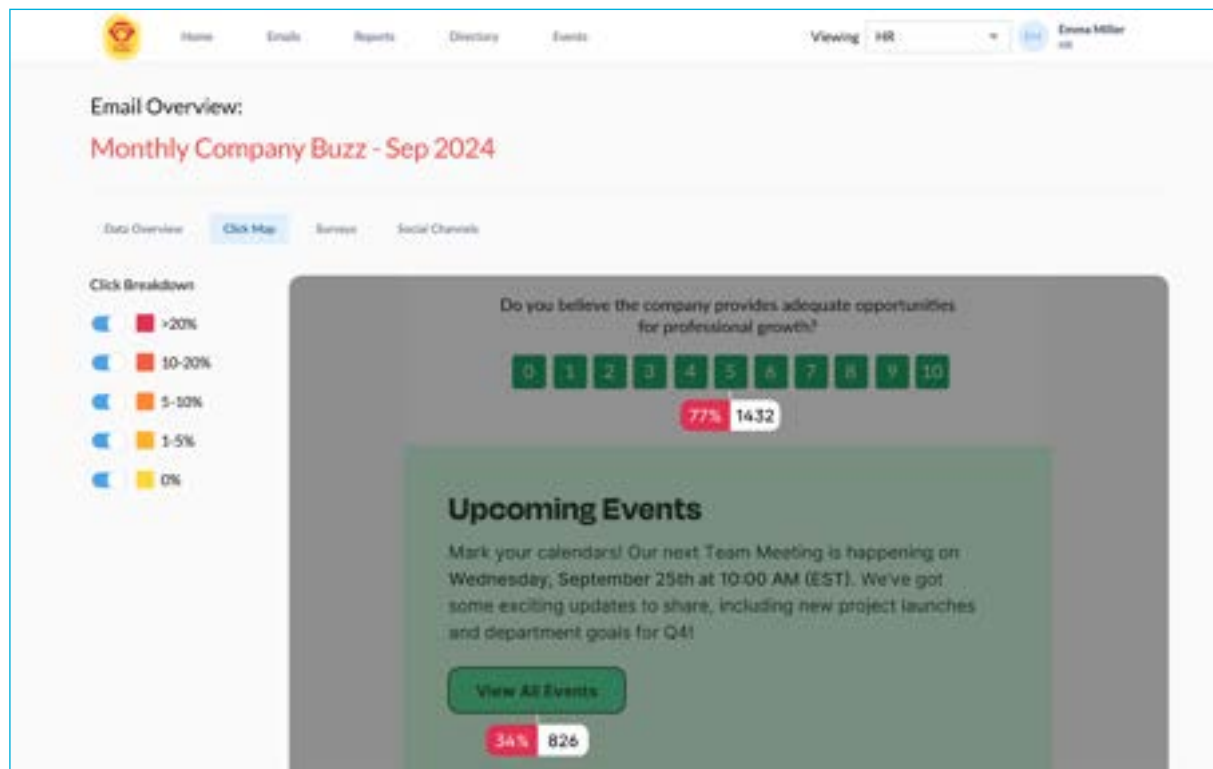 Home Emails Reports Directory Events Viewing HR Emma Miller
HR
Email Overview:
Monthly Company Buzz - Sep 2024
Data Overview Click Map Surveys Social Channels
Click Breakdown
>20%
10-20%
5-10%
1-5%
0%
Do you believe the company provides adequate opportunities
for professional growth?
0 1 2 3 4 5 6 7 8 9 10
77% 1432
Upcoming Events
Mark your calendars! Our next Team Meeting is happening on
Wednesday, September 25th at 10:00 AM (EST). We've got
some exciting updates to share, including new project launches
and department goals for Q4!
View All Events
34% 826